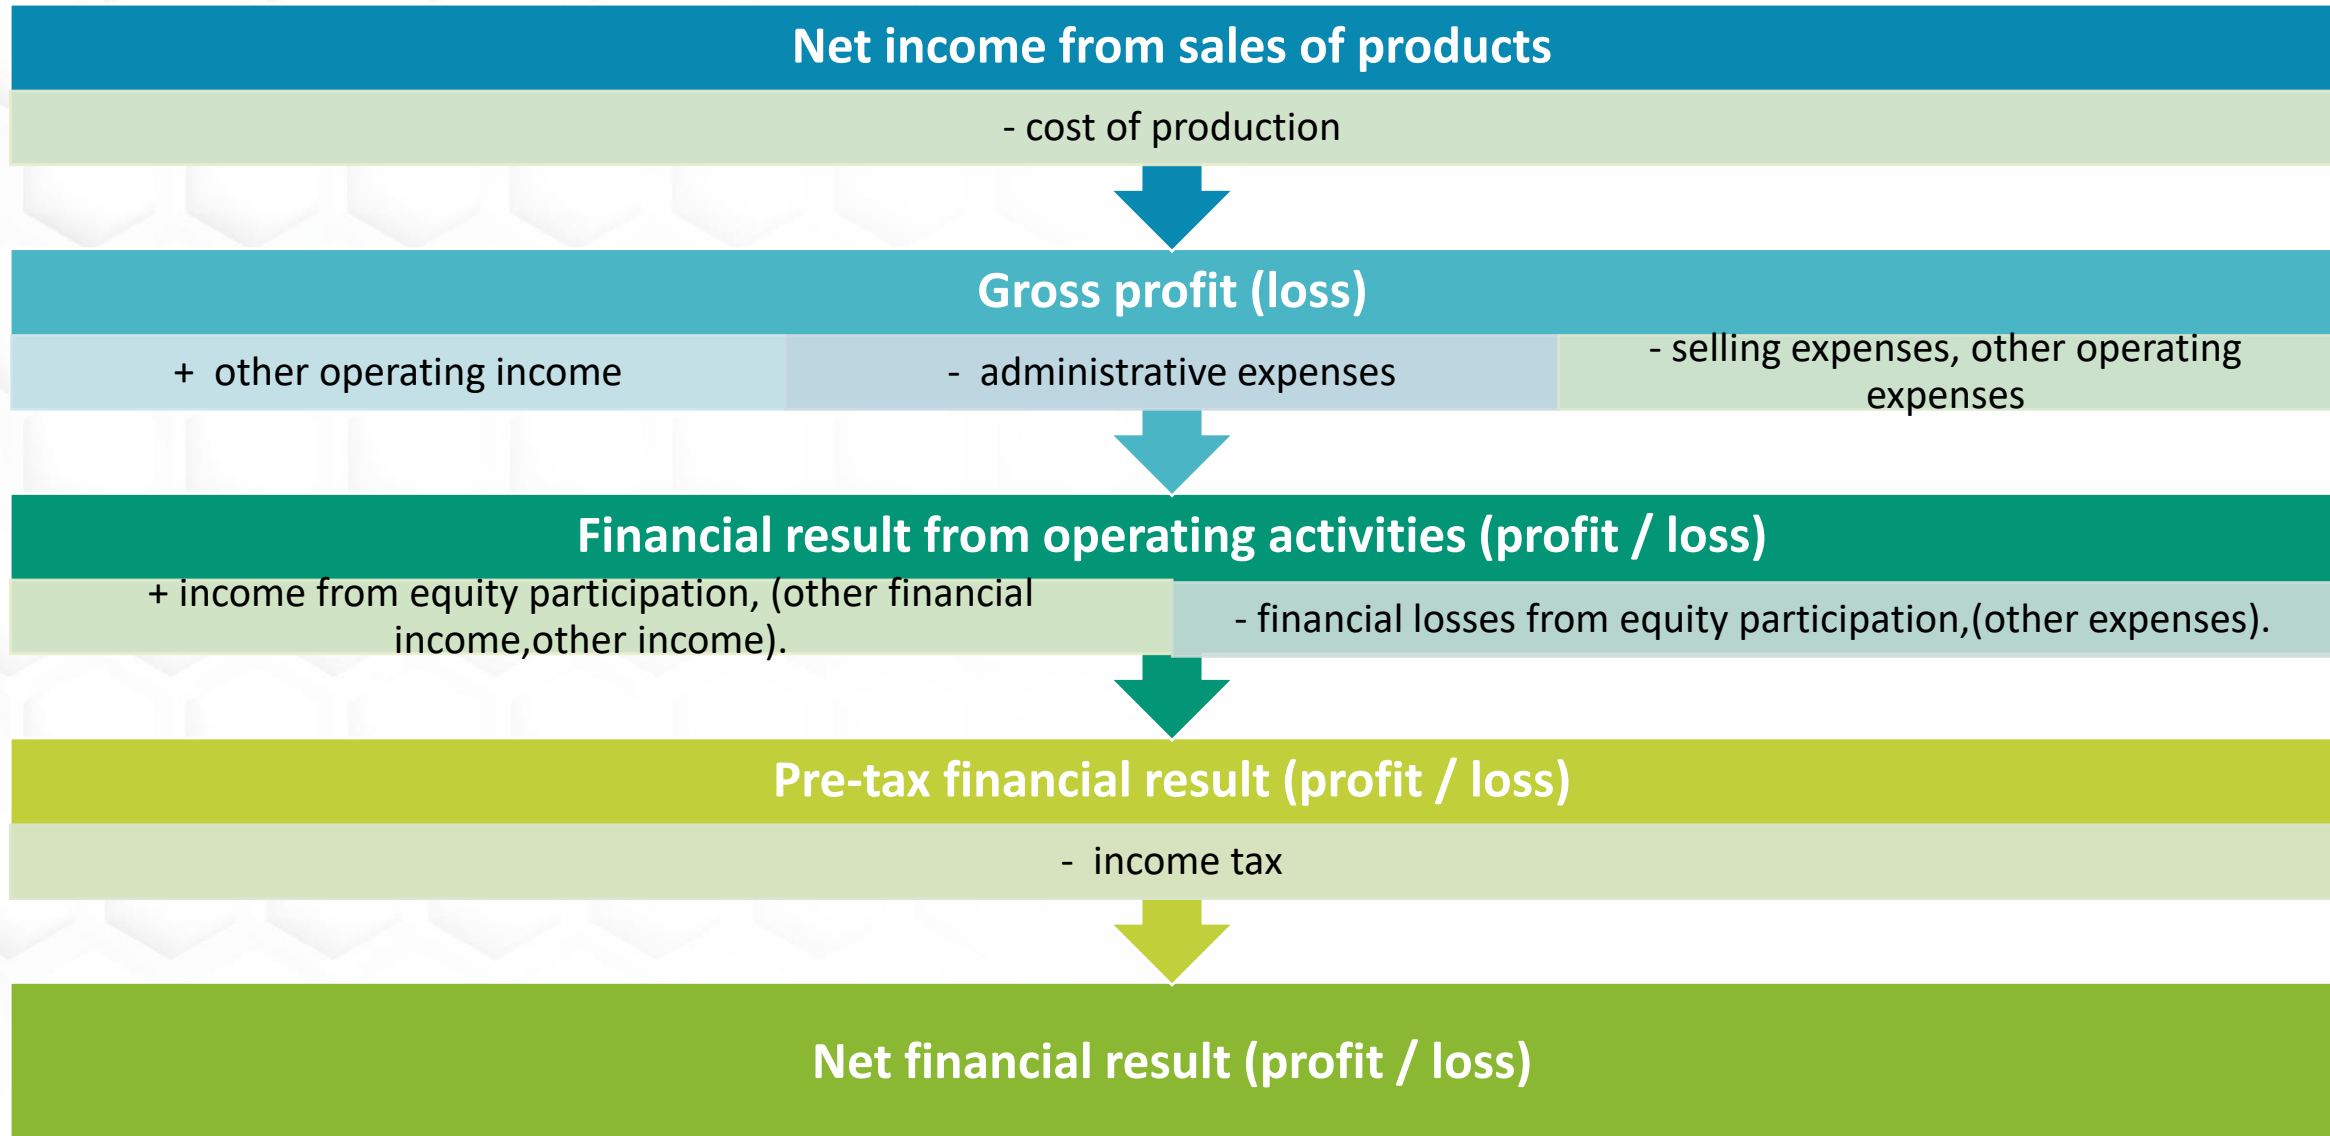 Net income from sales of products
- cost of production
Gross profit (loss)
+ other operating income
- administrative expenses
- selling expenses, other operating
expenses
Financial result from operating activities (profit / loss)
+ income from equity participation, (other financial
income,other income).
- financial losses from equity participation,(other expenses).
Pre-tax financial result (profit / loss)
- income tax
Net financial result (profit / loss)